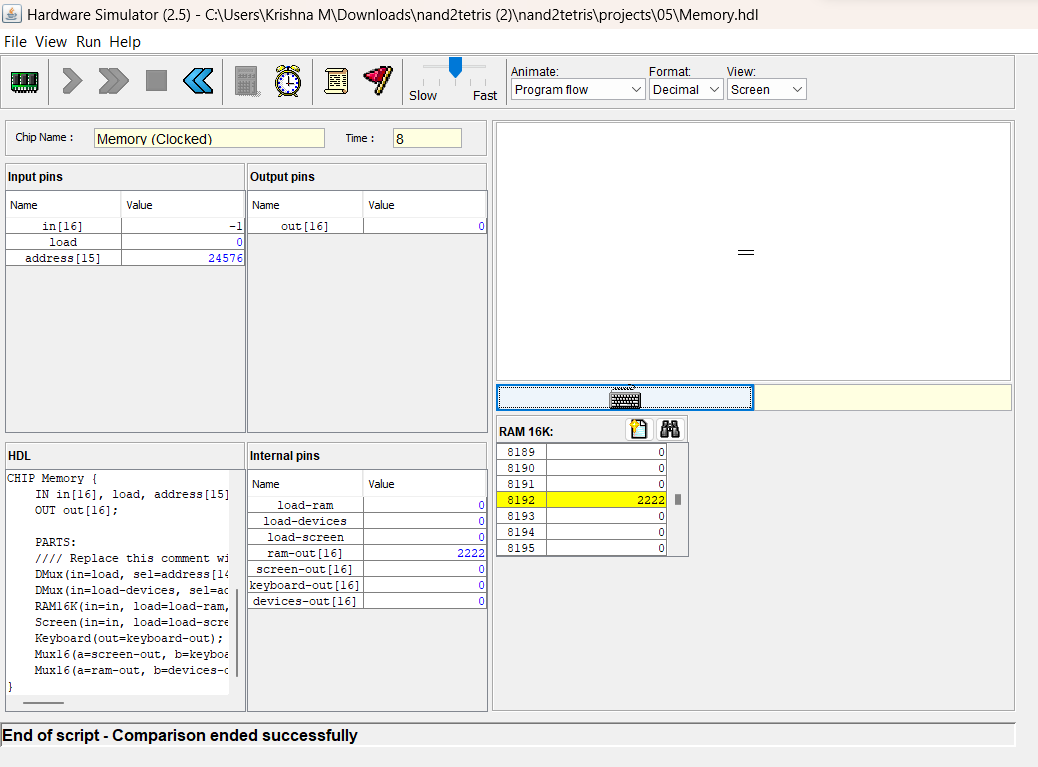 Hardware Simulator (2.5) - C:\Users\Krishna M\Downloads\nand2tetris (2)\nand2tetris\projects\05\Memory.hdl
File View Run Help
Slow Fast
Animate: Format: View:
Program flow Decimal Screen
Chip Name : Memory (Clocked) Time : 8
Input pins
Name Value
in[16] -1
load 0
address[15] 24576
Output pins
Name Value
out[16] 0
HDL
CHIP Memory {
IN in[16], load, address[15]
OUT out[16];
PARTS:
//// Replace this comment wi
DMux(in=load, sel=address[14
DMux(in=load-devices, sel=ad
RAM16K(in=in, load=load-ram,
Screen(in=in, load=load-scre
Keyboard(out=keyboard-out);
Mux16(a=screen-out, b=keyboa
Mux16(a=ram-out, b=devices-o
}
Internal pins
Name Value
load-ram 0
load-devices 0
load-screen 0
ram-out[16] 2222
screen-out[16] 0
keyboard-out[16] 0
devices-out[16] 0
RAM 16K:
8189 0
8190 0
8191 0
8192 2222
8193 0
8194 0
8195 0
End of script - Comparison ended successfully